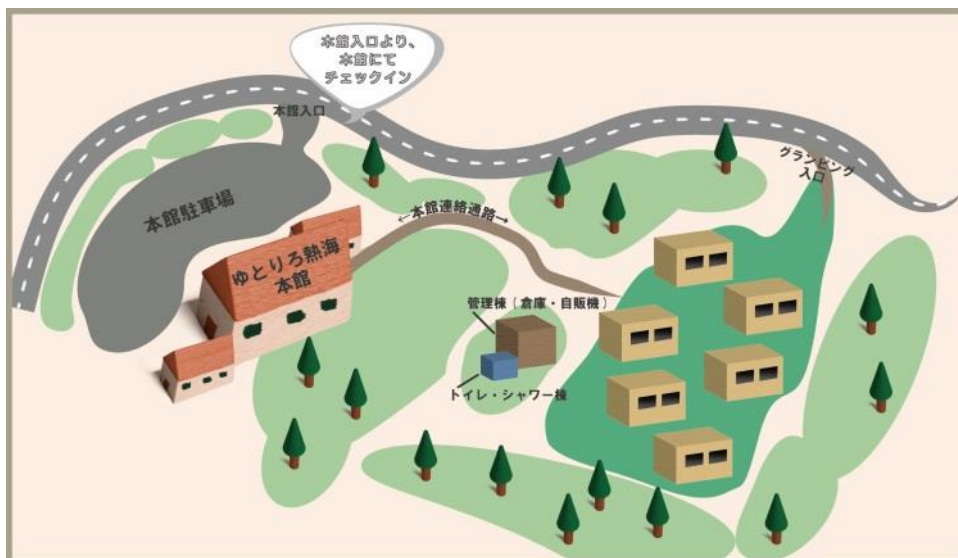 本館入口より、
本館にて
チェックイン
本館入口
グランピング
入口
本館駐車場
←本館連絡通路→
ゆとりろ熱海
本館
管理棟（倉庫・自販機）
トイレ・シャワー棟